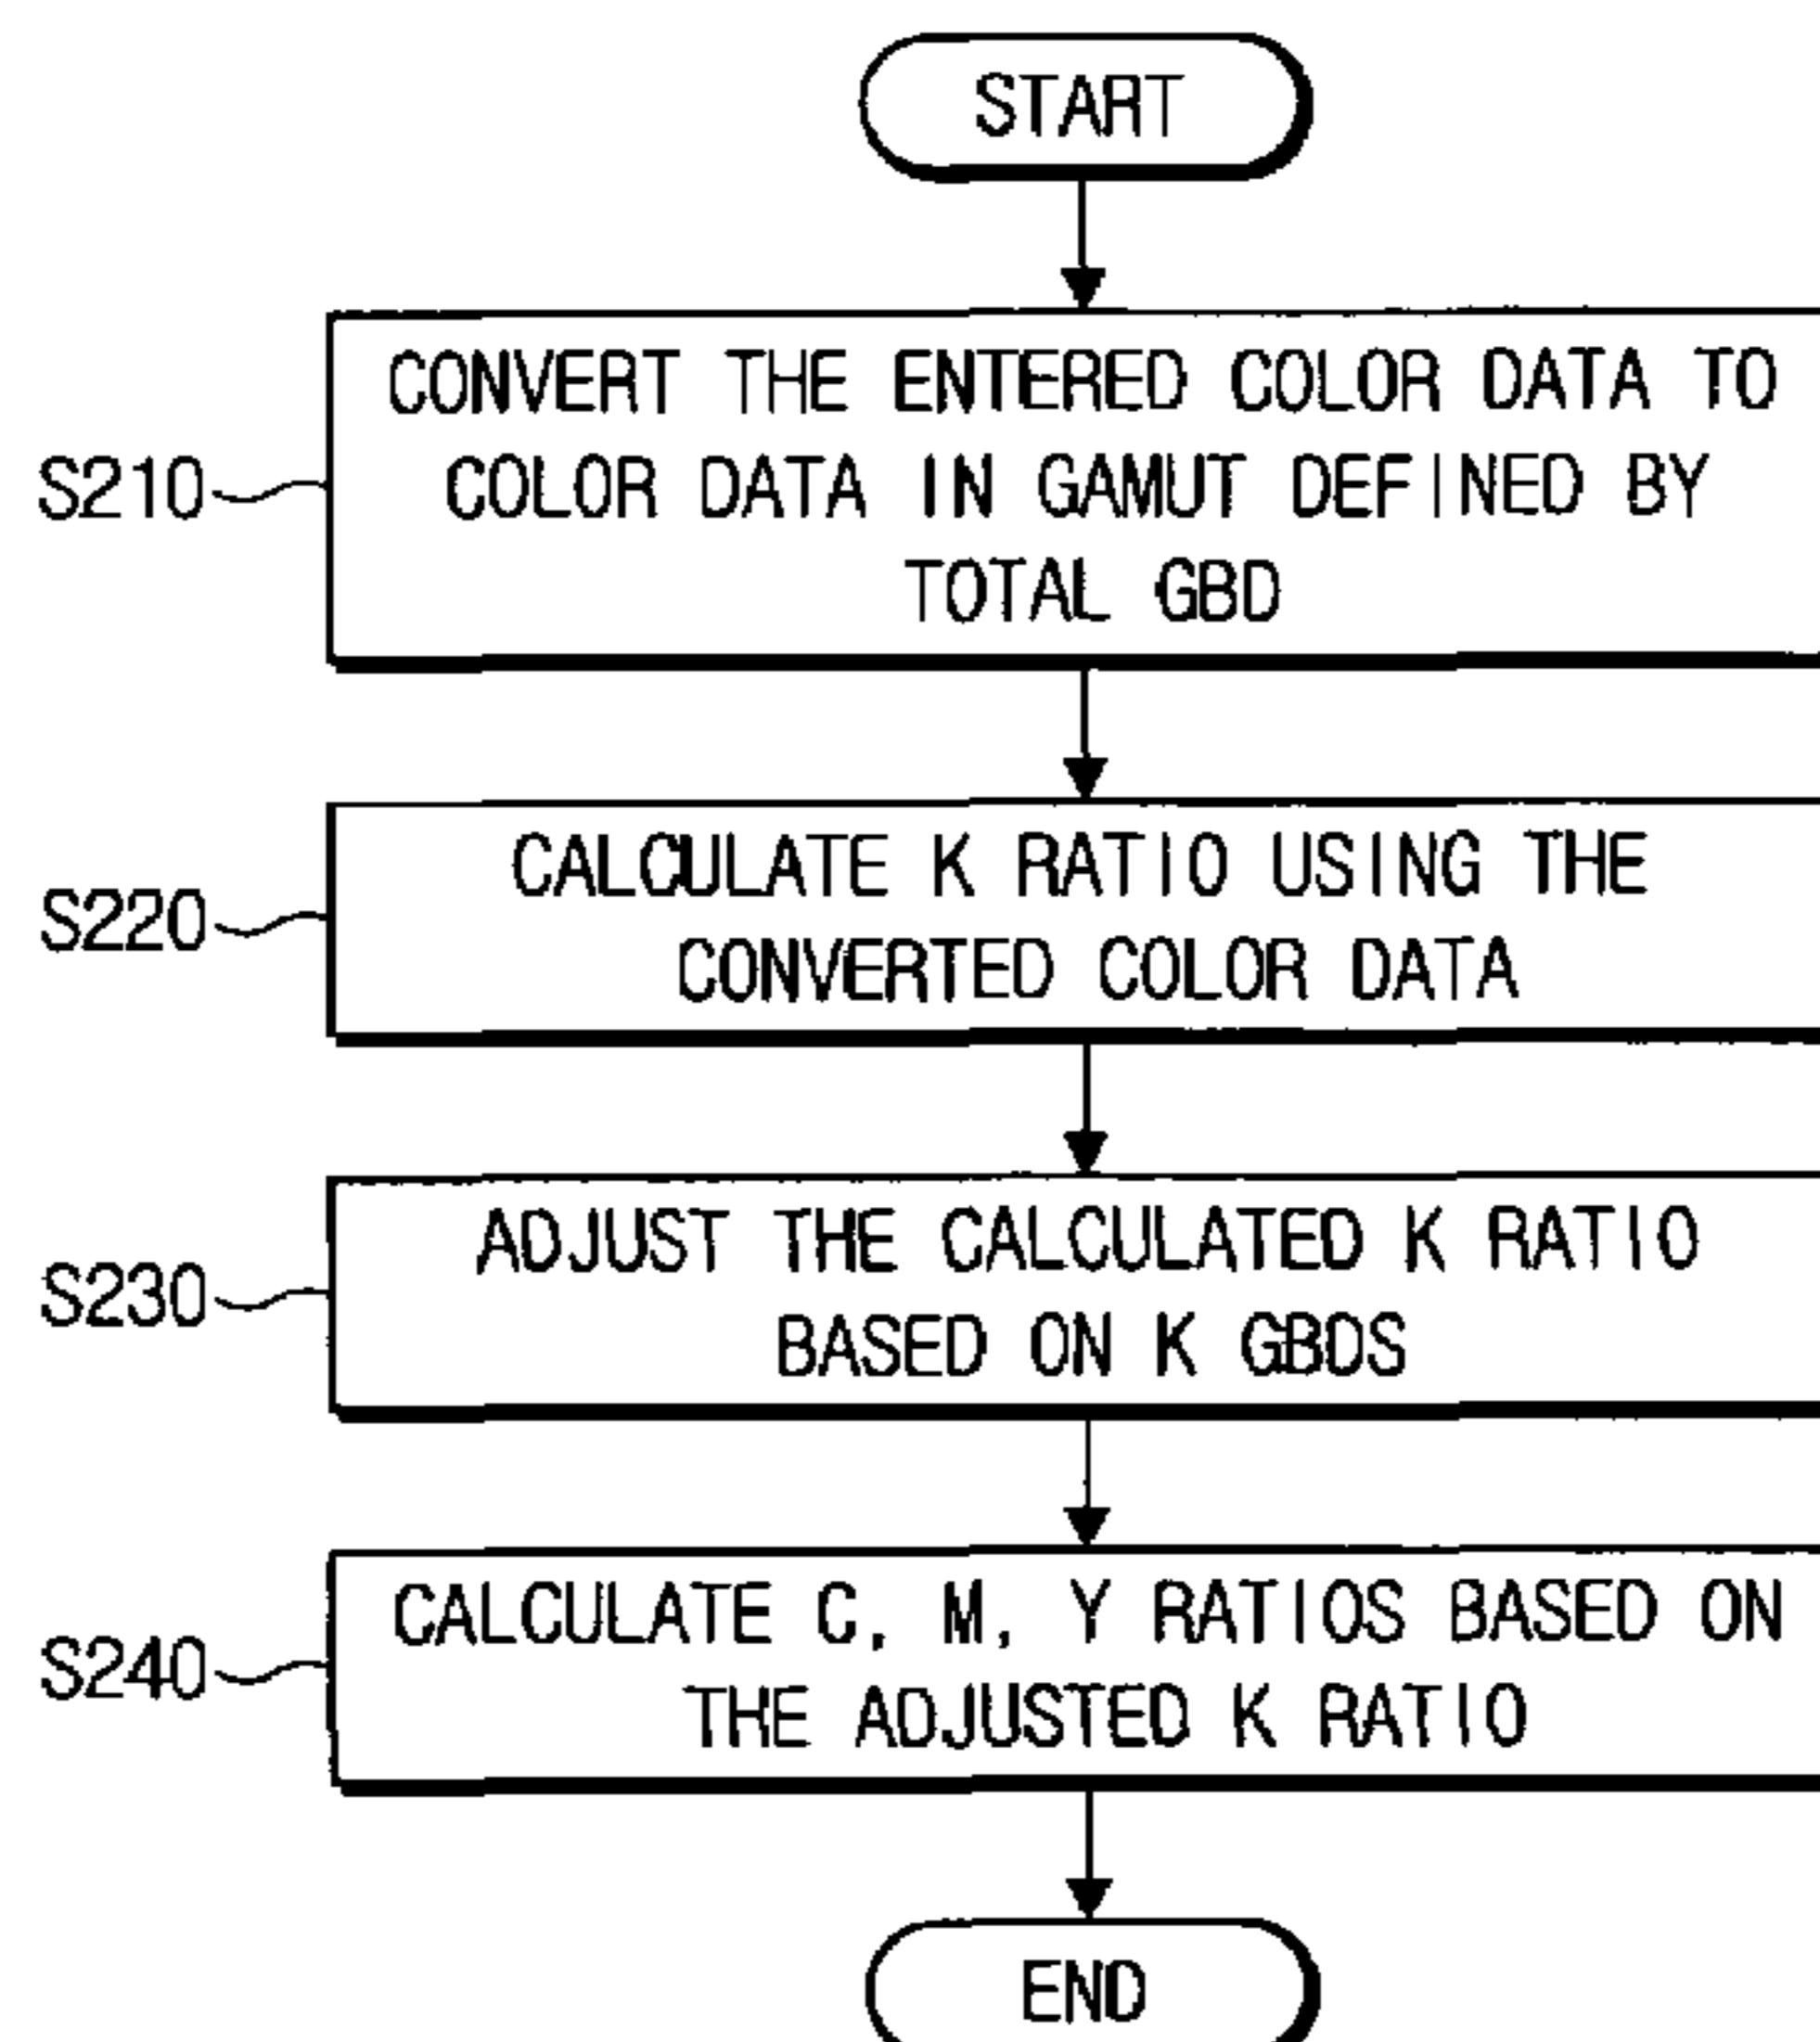 START
S210
CONVERT THE ENTERED COLOR DATA TO
COLOR DATA IN GAMUT DEFINED BY
TOTAL GBD
S220
CALCULATE K RATIO USING THE
CONVERTED COLOR DATA
S230
ADJUST THE CALCULATED K RATIO
BASED ON K GBDS
S240
CALCULATE C, M, Y RATIOS BASED ON
THE ADJUSTED K RATIO
END